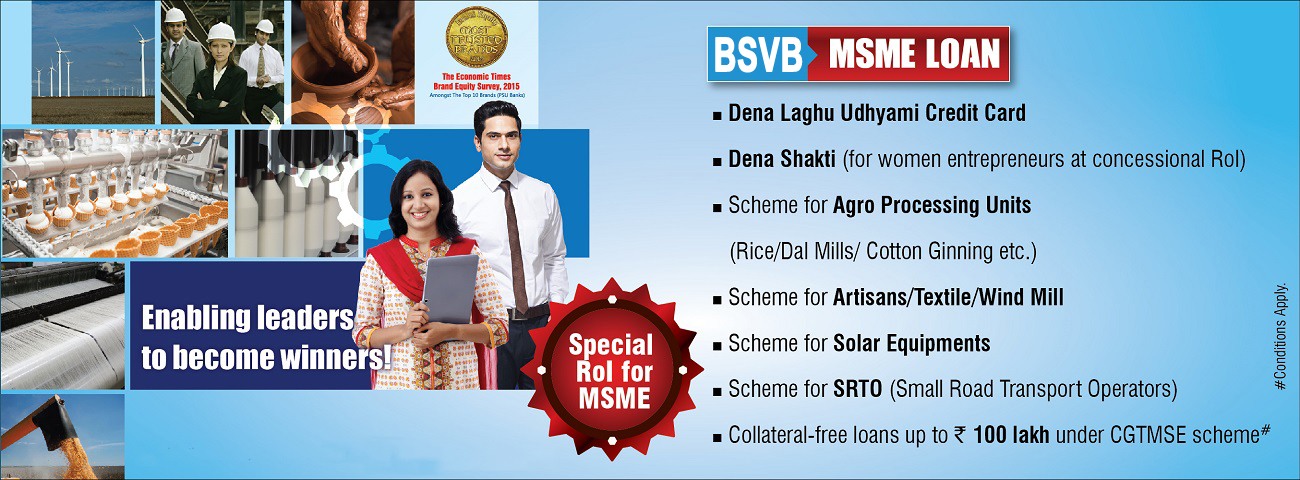 MOST
TRUSTED
BRANDS
The Economic Times
Brand Equity Survey, 2015
Amongst The Top 10 Brands (PSU Banks)
Enabling leaders
to become winners!
Special
RoI for
MSME
BSVB MSME LOAN
▪ Dena Laghu Udhyami Credit Card
▪ Dena Shakti (for women entrepreneurs at concessional RoI)
▪ Scheme for Agro Processing Units
(Rice/Dal Mills/ Cotton Ginning etc.)
▪ Scheme for Artisans/Textile/Wind Mill
▪ Scheme for Solar Equipments
▪ Scheme for SRTO (Small Road Transport Operators)
▪ Collateral-free loans up to ₹ 100 lakh under CGTMSE scheme#
#Conditions Apply.